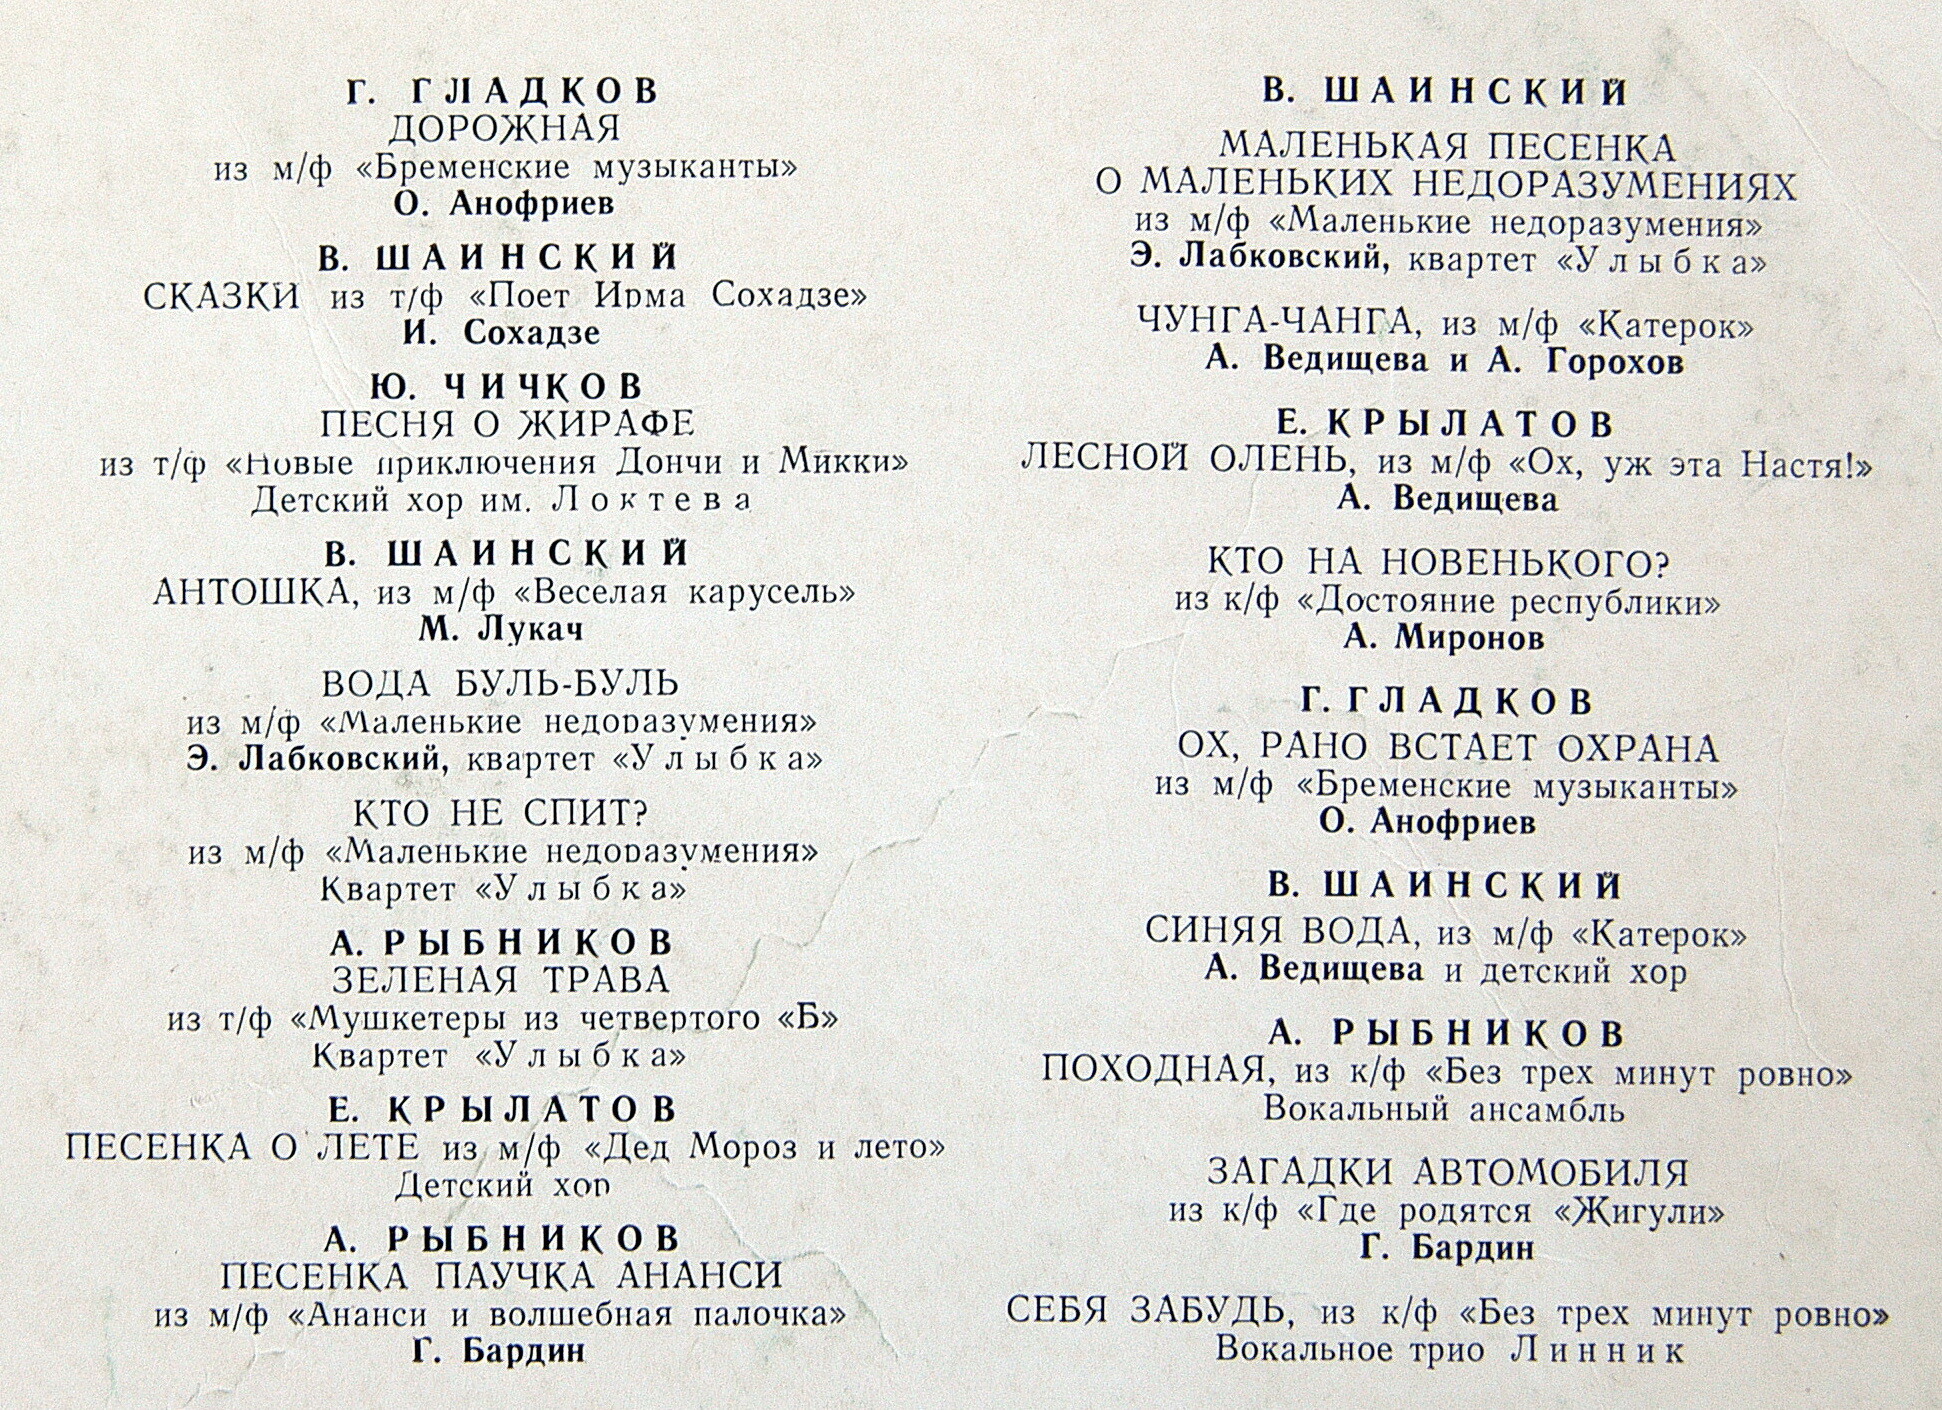 Г. ГЛАДКОВ
ДОРОЖНАЯ
из м/ф «Бременские музыканты»
О. Анофриев
В. ШАИНСКИЙ
СКАЗКИ из т/ф «Поет Ирма Сохадзе»
И. Сохадзе
Ю. ЧИЧКОВ
ПЕСНЯ О ЖИРАФЕ
из т/ф «Новые приключения Дончи и Микки»
Детский хор им. Локтева
В. ШАИНСКИЙ
АНТОШКА, из м/ф «Веселая карусель»
М. Лукач
ВОДА БУЛЬ-БУЛЬ
из м/ф «Маленькие недоразумения»
Э. Лабковский, квартет «Улыбка»
КТО НЕ СПИТ?
из м/ф «Маленькие недоразумения»
Квартет «Улыбка»
А. РЫБНИКОВ
ЗЕЛЕНАЯ ТРАВА
из т/ф «Мушкетеры из четвертого «Б»
Квартет «Улыбка»
Е. КРЫЛАТОВ
ПЕСЕНКА О ЛЕТЕ из м/ф «Дед Мороз и лето»
Детский хор
А. РЫБНИКОВ
ПЕСЕНКА ПАУЧКА АНАНСИ
из м/ф «Ананси и волшебная палочка»
Г. Бардин
В. ШАИНСКИЙ
МАЛЕНЬКАЯ ПЕСЕНКА
О МАЛЕНЬКИХ НЕДОРАЗУМЕНИЯХ
из м/ф «Маленькие недоразумения»
Э. Лабковский, квартет «Улыбка»
ЧУНГА-ЧАНГА, из м/ф «Катерок»
А. Ведищева и А. Горохов
Е. КРЫЛАТОВ
ЛЕСНОЙ ОЛЕНЬ, из м/ф «Ох, уж эта Настя!»
А. Ведищева
КТО НА НОВЕНЬКОГО?
из к/ф «Достояние республики»
А. Миронов
Г. ГЛАДКОВ
ОХ, РАНО ВСТАЕТ ОХРАНА
из м/ф «Бременские музыканты»
О. Анофриев
В. ШАИНСКИЙ
СИНЯЯ ВОДА, из м/ф «Катерок»
А. Ведищева и детский хор
А. РЫБНИКОВ
ПОХОДНАЯ, из к/ф «Без трех минут ровно»
Вокальный ансамбль
ЗАГАДКИ АВТОМОБИЛЯ
из к/ф «Где родятся «Жигули»
Г. Бардин
СЕБЯ ЗАБУДЬ, из к/ф «Без трех минут ровно»
Вокальное трио Линник